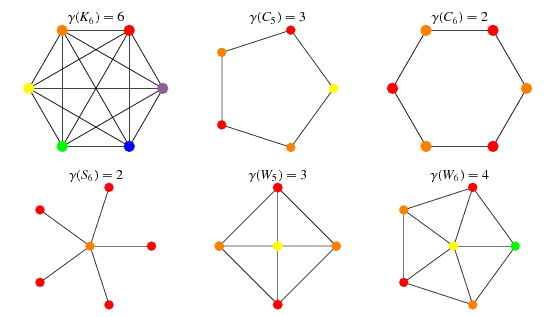 γ(K₆) = 6
γ(C₅) = 3
γ(C₆) = 2
γ(S₆) = 2
γ(W₅) = 3
γ(W₆) = 4